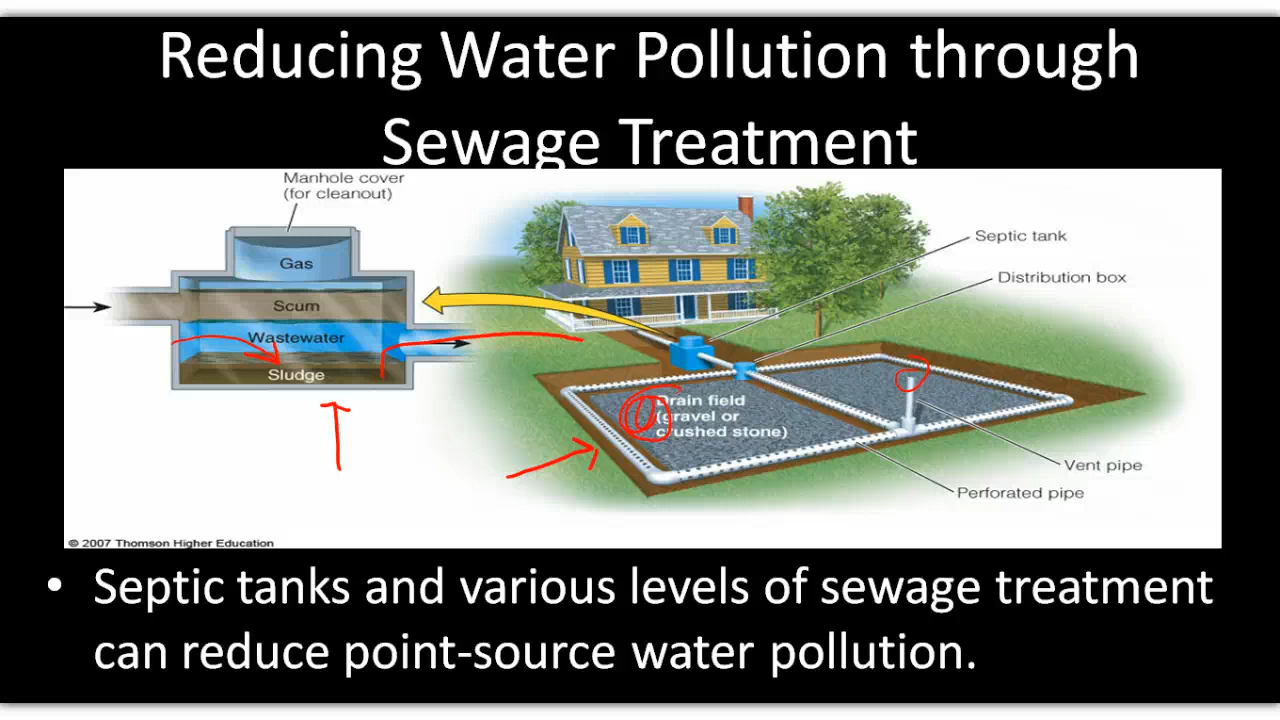 Reducing Water Pollution through
Sewage Treatment
Manhole cover
(for cleanout)
Gas
Scum
Wastewater
Sludge
Septic tank
Distribution box
Drain field
(gravel or
crushed stone)
Vent pipe
Perforated pipe
© 2007 Thomson Higher Education
• Septic tanks and various levels of sewage treatment
can reduce point-source water pollution.